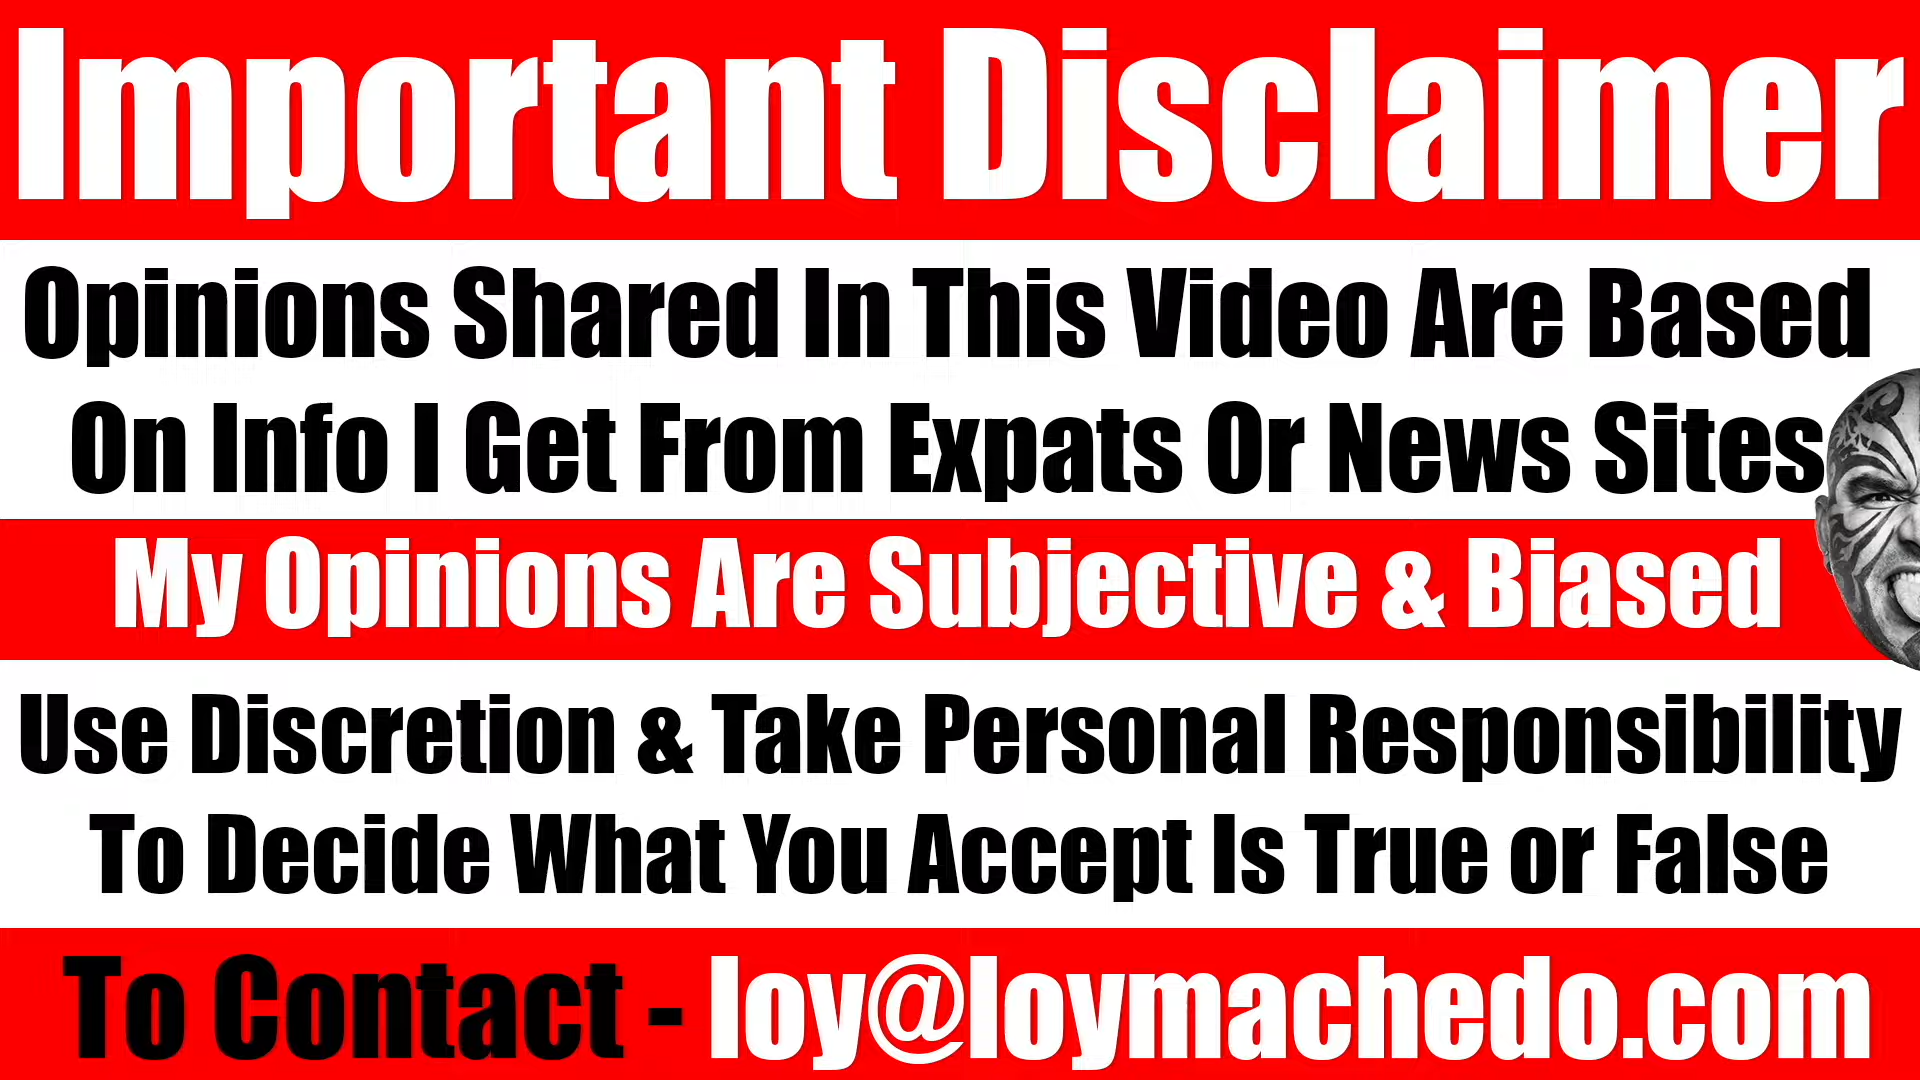 Important Disclaimer
Opinions Shared In This Video Are Based
On Info I Get From Expats Or News Sites
My Opinions Are Subjective & Biased
Use Discretion & Take Personal Responsibility
To Decide What You Accept Is True or False
To Contact - loy@loymachedo.com